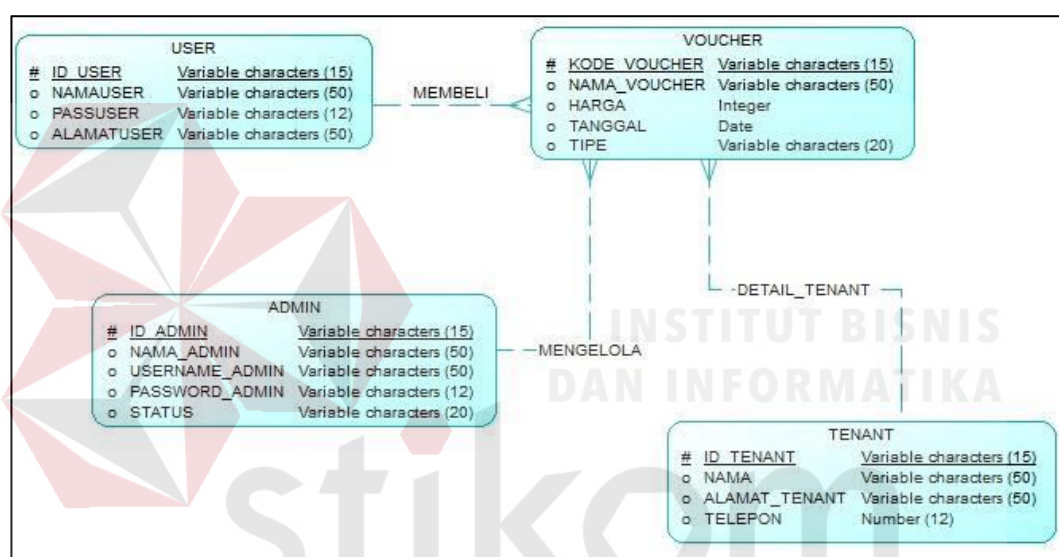 USER
# ID_USER Variable characters (15)
o NAMAUSER Variable characters (50)
o PASSUSER Variable characters (12)
o ALAMATUSER Variable characters (50)
MEMBELI
VOUCHER
# KODE_VOUCHER Variable characters (15)
o NAMA_VOUCHER Variable characters (50)
o HARGA Integer
o TANGGAL Date
o TIPE Variable characters (20)
DETAIL_TENANT
ADMIN
# ID_ADMIN Variable characters (15)
o NAMA_ADMIN Variable characters (50)
o USERNAME_ADMIN Variable characters (50)
o PASSWORD_ADMIN Variable characters (12)
o STATUS Variable characters (20)
MENGELOLA
INSTITUT BISNIS
DAN INFORMATIKA
stikom
TENANT
# ID_TENANT Variable characters (15)
o NAMA Variable characters (50)
o ALAMAT_TENANT Variable characters (50)
o TELEPON Number (12)